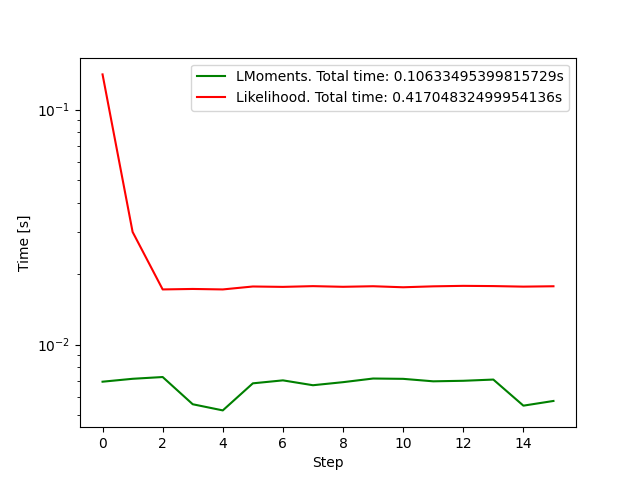 LMoments. Total time: 0.10633495399815729s
Likelihood. Total time: 0.41704832499954136s
10⁻¹
10⁻²
Time [s]
0 2 4 6 8 10 12 14
Step